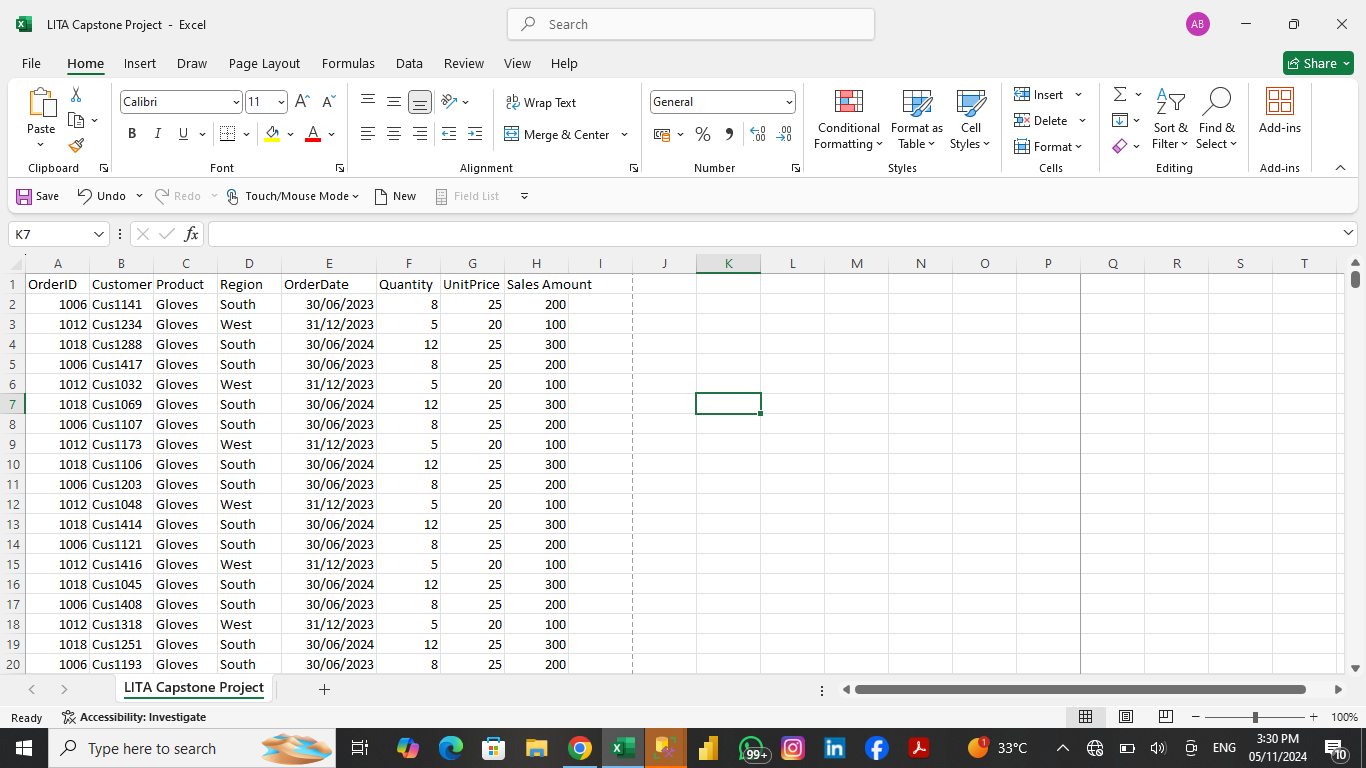 LITA Capstone Project - Excel
Search
AB
File Home Insert Draw Page Layout Formulas Data Review View Help
Share
Paste
Clipboard
Calibri 11
B I U
Font
Wrap Text
Merge & Center
Alignment
General
%
Number
Conditional Formatting
Format as Table
Cell Styles
Styles
Insert
Delete
Format
Cells
Sort & Filter
Find & Select
Editing
Add-ins
Add-ins
Save Undo Redo Touch/Mouse Mode New Field List
K7 fx
A B C D E F G H I J K L M N O P Q R S T
1 OrderID Customer Product Region OrderDate Quantity UnitPrice Sales Amount
2 1006 Cus1141 Gloves South 30/06/2023 8 25 200
3 1012 Cus1234 Gloves West 31/12/2023 5 20 100
4 1018 Cus1288 Gloves South 30/06/2024 12 25 300
5 1006 Cus1417 Gloves South 30/06/2023 8 25 200
6 1012 Cus1032 Gloves West 31/12/2023 5 20 100
7 1018 Cus1069 Gloves South 30/06/2024 12 25 300
8 1006 Cus1107 Gloves South 30/06/2023 8 25 200
9 1012 Cus1173 Gloves West 31/12/2023 5 20 100
10 1018 Cus1106 Gloves South 30/06/2024 12 25 300
11 1006 Cus1203 Gloves South 30/06/2023 8 25 200
12 1012 Cus1048 Gloves West 31/12/2023 5 20 100
13 1018 Cus1414 Gloves South 30/06/2024 12 25 300
14 1006 Cus1121 Gloves South 30/06/2023 8 25 200
15 1012 Cus1416 Gloves West 31/12/2023 5 20 100
16 1018 Cus1045 Gloves South 30/06/2024 12 25 300
17 1006 Cus1408 Gloves South 30/06/2023 8 25 200
18 1012 Cus1318 Gloves West 31/12/2023 5 20 100
19 1018 Cus1251 Gloves South 30/06/2024 12 25 300
20 1006 Cus1193 Gloves South 30/06/2023 8 25 200
LITA Capstone Project
Ready Accessibility: Investigate 100%
Type here to search
99+
1
33°C
ENG
3:30 PM
05/11/2024
10